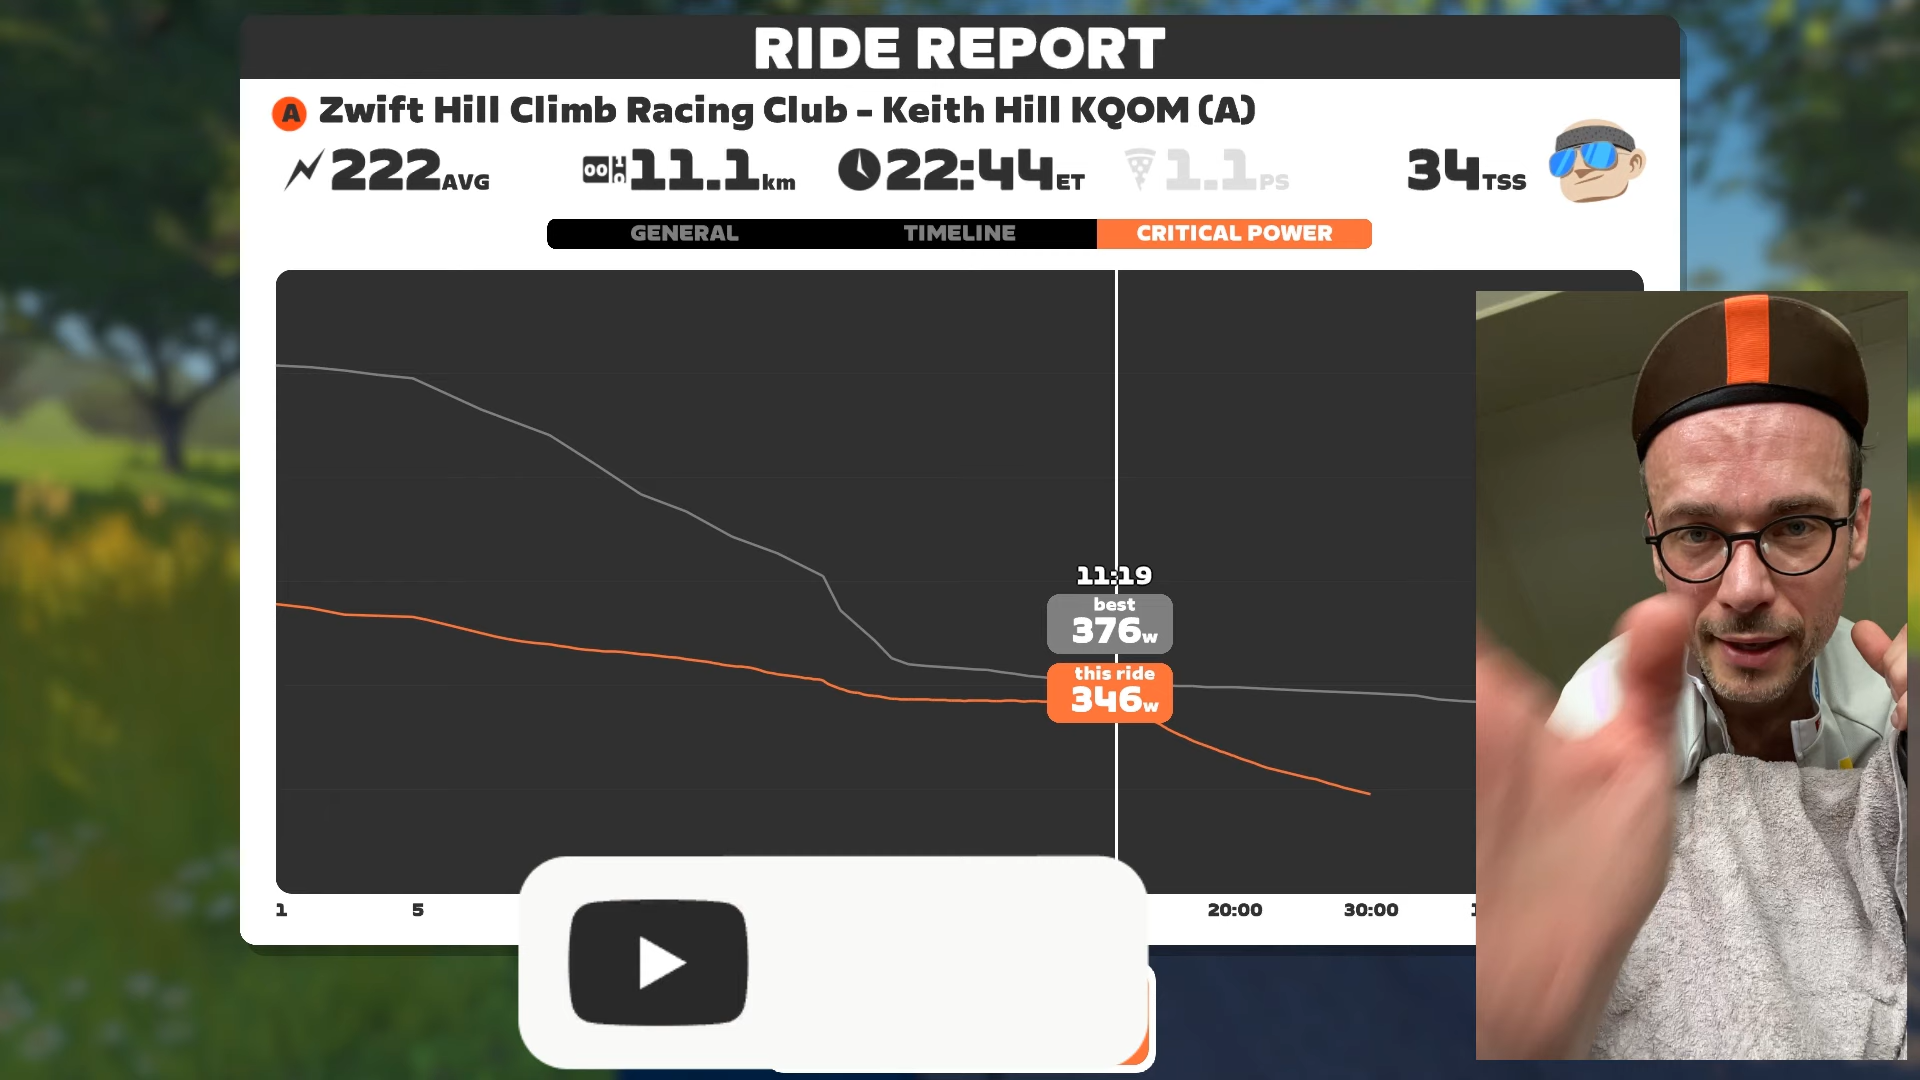 RIDE REPORT
A Zwift Hill Climb Racing Club - Keith Hill KQOM (A)
222AVG 11.1km 22:44ET 1.1PS 34TSS
GENERAL TIMELINE CRITICAL POWER
11:19
best
376w
this ride
346w
1 5 20:00 30:00